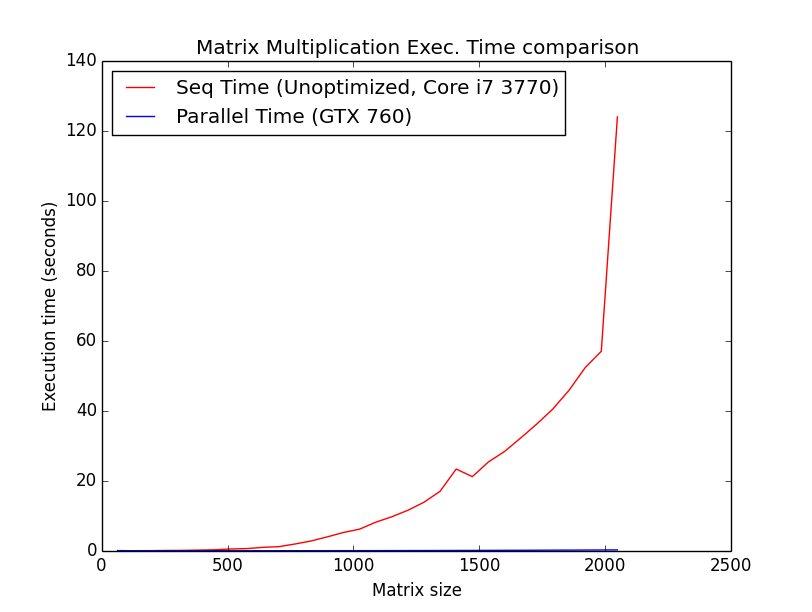 Matrix Multiplication Exec. Time comparison
Seq Time (Unoptimized, Core i7 3770)
Parallel Time (GTX 760)
Execution time (seconds)
140
120
100
80
60
40
20
0
0 500 1000 1500 2000 2500
Matrix size